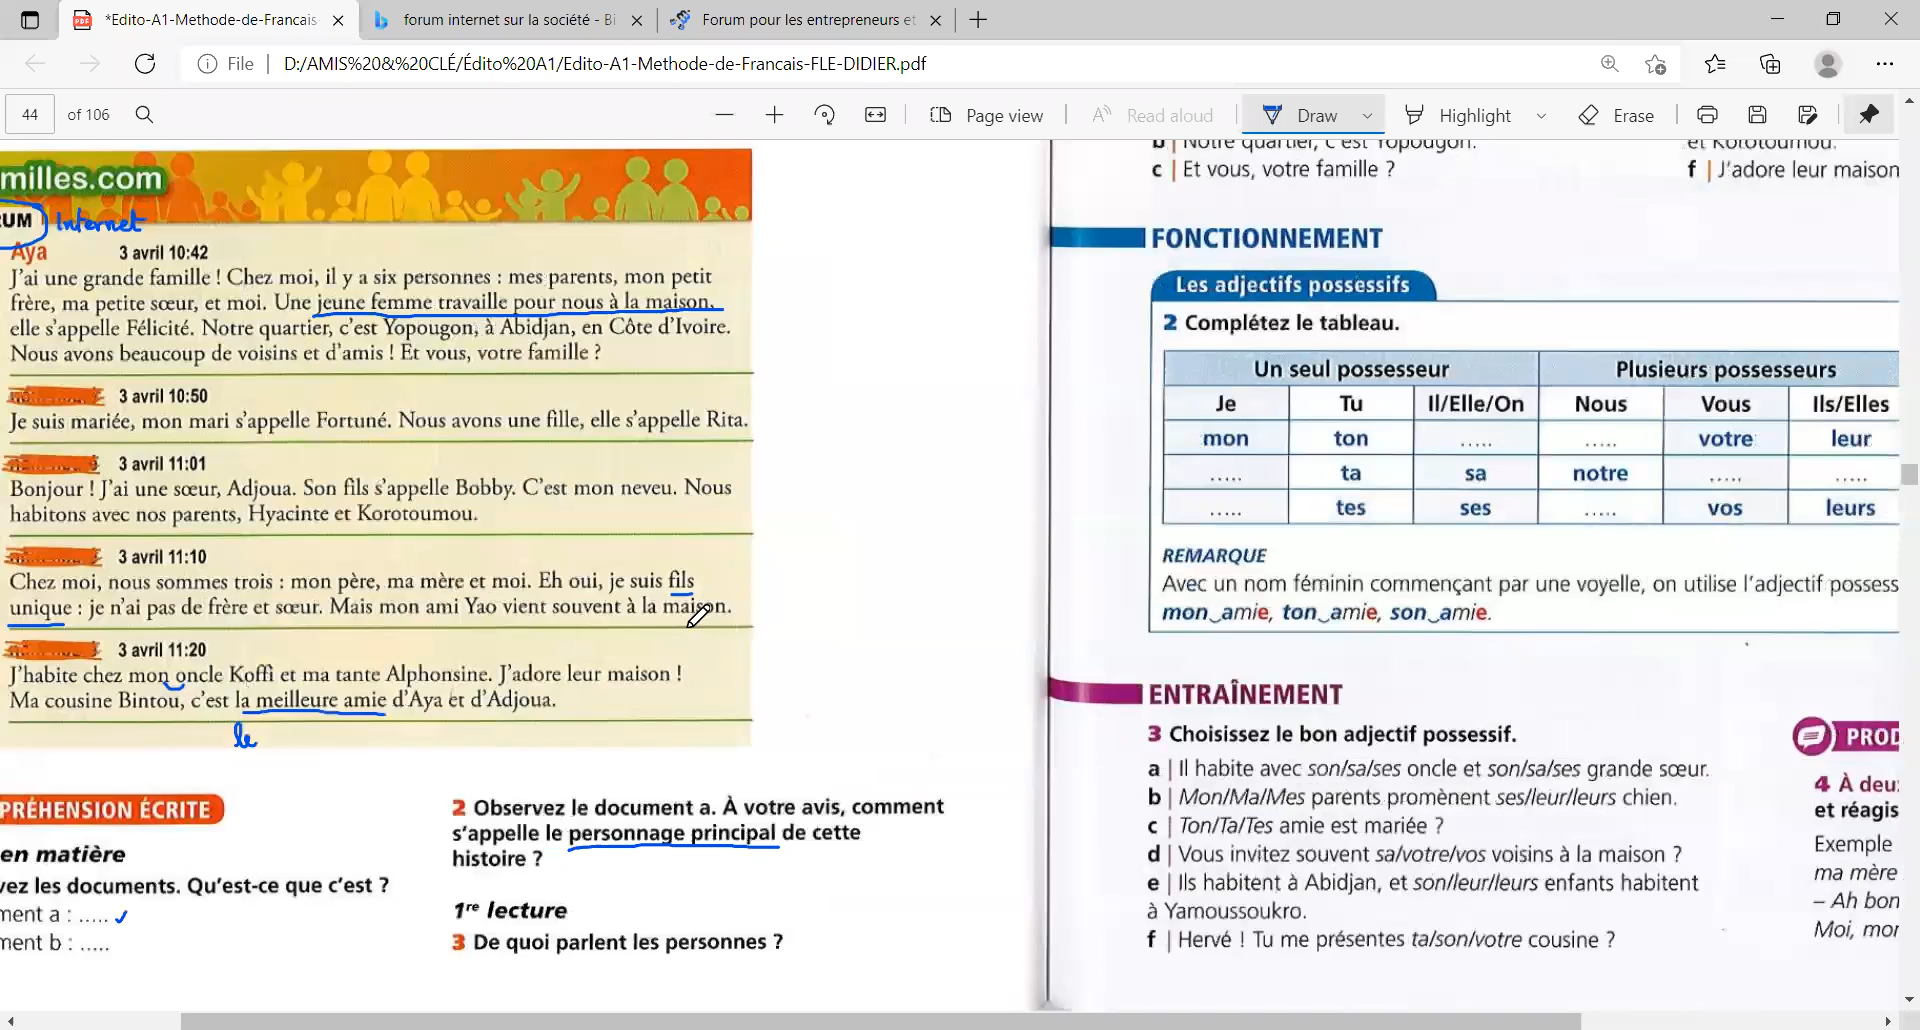 *Edito-A1-Methode-de-Francais
forum internet sur la société - Bi
Forum pour les entrepreneurs et
File
D:/AMIS%20&%20CLÉ/Édito%20A1/Edito-A1-Methode-de-Francais-FLE-DIDIER.pdf
44 of 106
Page view
Read aloud
Draw
Highlight
Erase
milles.com
RUM Internet
Aya 3 avril 10:42
J'ai une grande famille ! Chez moi, il y a six personnes : mes parents, mon petit
frère, ma petite sœur, et moi. Une jeune femme travaille pour nous à la maison,
elle s'appelle Félicité. Notre quartier, c'est Yopougon, à Abidjan, en Côte d'Ivoire.
Nous avons beaucoup de voisins et d'amis ! Et vous, votre famille ?
3 avril 10:50
Je suis mariée, mon mari s'appelle Fortuné. Nous avons une fille, elle s'appelle Rita.
3 avril 11:01
Bonjour ! J'ai une sœur, Adjoua. Son fils s'appelle Bobby. C'est mon neveu. Nous
habitons avec nos parents, Hyacinte et Korotoumou.
3 avril 11:10
Chez moi, nous sommes trois : mon père, ma mère et moi. Eh oui, je suis fils
unique : je n'ai pas de frère et sœur. Mais mon ami Yao vient souvent à la maison.
3 avril 11:20
J'habite chez mon oncle Koffi et ma tante Alphonsine. J'adore leur maison !
Ma cousine Bintou, c'est la meilleure amie d'Aya et d'Adjoua.
le
PRÉHENSION ÉCRITE
en matière
vez les documents. Qu'est-ce que c'est ?
ment a : .....
ment b : .....
2 Observez le document a. À votre avis, comment
s'appelle le personnage principal de cette
histoire ?
1re lecture
3 De quoi parlent les personnes ?
b | Notre quartier, c'est Yopougon.
c | Et vous, votre famille ?
et Korotoumou.
f | J'adore leur maison
FONCTIONNEMENT
Les adjectifs possessifs
2 Complétez le tableau.
Un seul possesseur Plusieurs possesseurs
Je Tu Il/Elle/On Nous Vous Ils/Elles
mon ton ..... ..... votre leur
..... ta sa notre ..... .....
..... tes ses ..... vos leurs
REMARQUE
Avec un nom féminin commençant par une voyelle, on utilise l'adjectif possess
mon‿amie, ton‿amie, son‿amie.
ENTRAÎNEMENT
3 Choisissez le bon adjectif possessif.
a | Il habite avec son/sa/ses oncle et son/sa/ses grande sœur.
b | Mon/Ma/Mes parents promènent ses/leur/leurs chien.
c | Ton/Ta/Tes amie est mariée ?
d | Vous invitez souvent sa/votre/vos voisins à la maison ?
e | Ils habitent à Abidjan, et son/leur/leurs enfants habitent
à Yamoussoukro.
f | Hervé ! Tu me présentes ta/son/votre cousine ?
PROD
4 À deu
et réagis
Exemple
ma mère
– Ah bon
Moi, mon